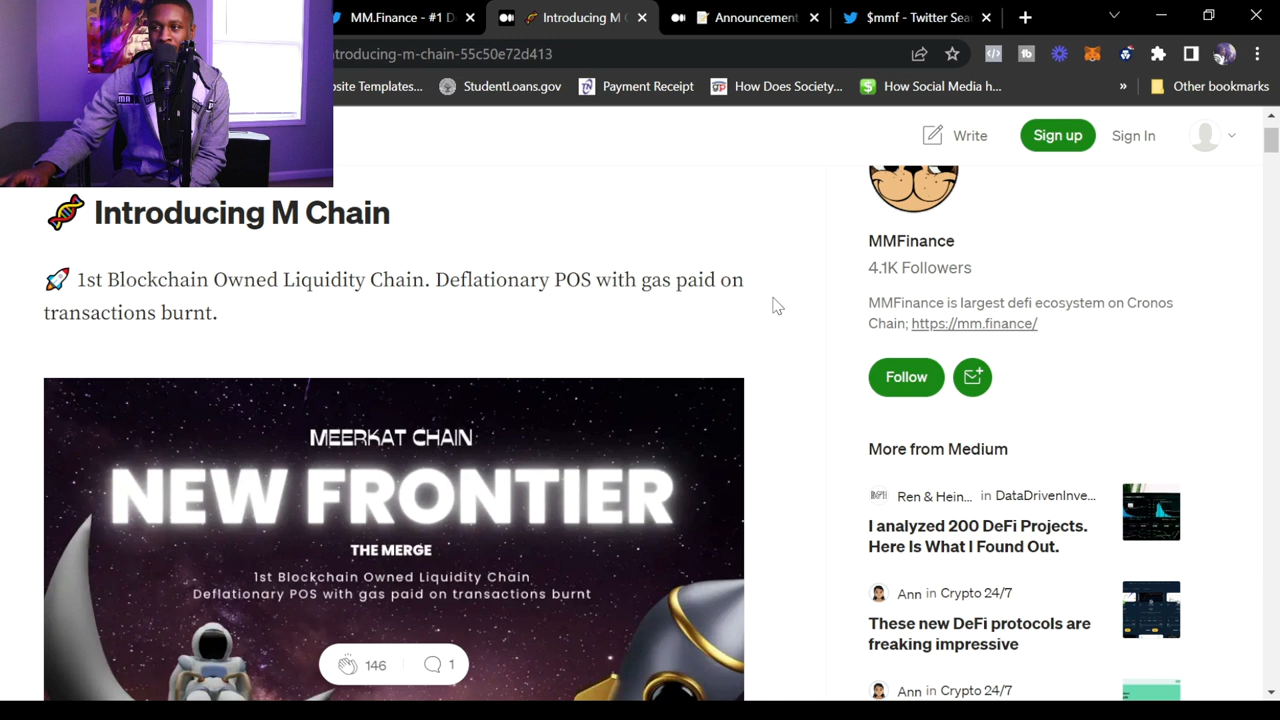 MM.Finance - #1 D
Introducing M C
Announcement
$mmf - Twitter Sea
ntroducing-m-chain-55c50e72d413
site Templates...
StudentLoans.gov
Payment Receipt
How Does Society...
How Social Media h...
»
Other bookmarks
Write
Sign up
Sign In
Introducing M Chain
1st Blockchain Owned Liquidity Chain. Deflationary POS with gas paid on
transactions burnt.
MEERKAT CHAIN
NEW FRONTIER
THE MERGE
1st Blockchain Owned Liquidity Chain
Deflationary POS with gas paid on transactions burnt
146
1
MMFinance
4.1K Followers
MMFinance is largest defi ecosystem on Cronos
Chain; https://mm.finance/
Follow
More from Medium
Ren & Hein... in DataDrivenInve...
I analyzed 200 DeFi Projects.
Here Is What I Found Out.
Ann in Crypto 24/7
These new DeFi protocols are
freaking impressive
Ann in Crypto 24/7